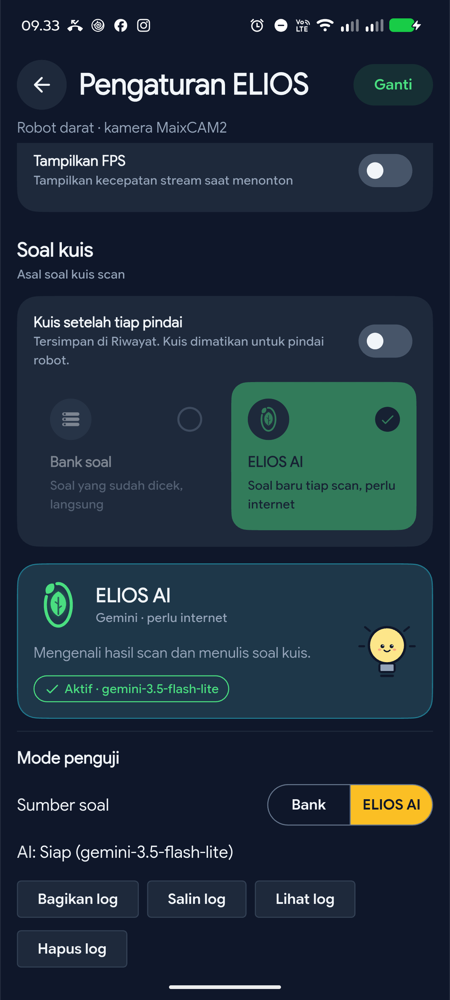 09.33
Vo)) LTE
Pengaturan ELIOS
Ganti
Robot darat · kamera MaixCAM2
Tampilkan FPS
Tampilkan kecepatan stream saat menonton
Soal kuis
Asal soal kuis scan
Kuis setelah tiap pindai
Tersimpan di Riwayat. Kuis dimatikan untuk pindai
robot.
Bank soal
Soal yang sudah dicek,
langsung
ELIOS AI
Soal baru tiap scan, perlu
internet
ELIOS AI
Gemini · perlu internet
Mengenali hasil scan dan menulis soal kuis.
Aktif · gemini-3.5-flash-lite
Mode penguji
Sumber soal
Bank
ELIOS AI
AI: Siap (gemini-3.5-flash-lite)
Bagikan log
Salin log
Lihat log
Hapus log